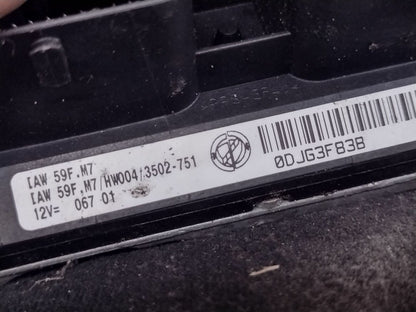 IAW 59F.M7
IAW 59F.M7/HW004/3502-751
12V= 067 01
0DJG3F83B